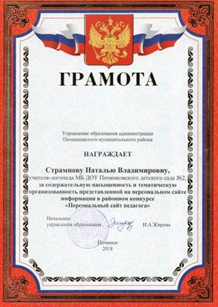 ГРАМОТА
Управление образования администрации
Починковского муниципального района
НАГРАЖДАЕТ
Страмнову Наталью Владимировну,
учителя-логопеда МБ ДОУ Починковского детского сада №2,
за содержательную насыщенность и тематическую
организованность представленной на персональном сайте
информации в районном конкурсе
«Персональный сайт педагога»
Начальник
управления образования И.А.Жирова
Починки
2018